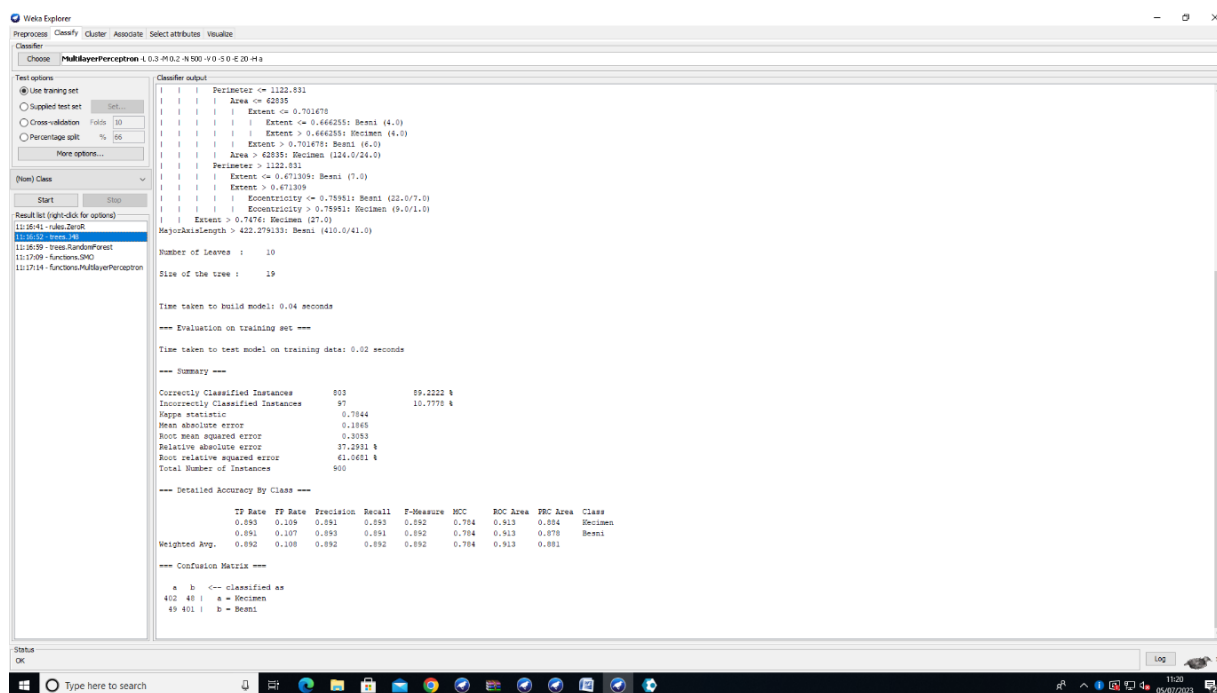 Weka Explorer
Preprocess Classify Cluster Associate Select attributes Visualize
Classifier
Choose MultilayerPerceptron -L 0.3 -M 0.2 -N 500 -V 0 -S 0 -E 20 -H a
Test options
Use training set
Supplied test set Set...
Cross-validation Folds 10
Percentage split % 66
More options...
(Nom) Class
Start Stop
Result list (right-click for options)
11:16:41 - rules.ZeroR
11:16:52 - trees.J48
11:16:59 - trees.RandomForest
11:17:09 - functions.SMO
11:17:14 - functions.MultilayerPerceptron
Classifier output
| | | Perimeter <= 1122.831
| | | | Area <= 62835
| | | | | Extent <= 0.701678
| | | | | | Extent <= 0.666255: Besni (4.0)
| | | | | | Extent > 0.666255: Kecimen (4.0)
| | | | | Extent > 0.701678: Besni (6.0)
| | | | Area > 62835: Kecimen (124.0/24.0)
| | | Perimeter > 1122.831
| | | | Extent <= 0.671309: Besni (7.0)
| | | | Extent > 0.671309
| | | | | Eccentricity <= 0.75951: Besni (22.0/7.0)
| | | | | Eccentricity > 0.75951: Kecimen (9.0/1.0)
| | Extent > 0.7476: Kecimen (27.0)
MajorAxisLength > 422.279133: Besni (410.0/41.0)
Number of Leaves : 10
Size of the tree : 19
Time taken to build model: 0.04 seconds
=== Evaluation on training set ===
Time taken to test model on training data: 0.02 seconds
=== Summary ===
Correctly Classified Instances 803 89.2222 %
Incorrectly Classified Instances 97 10.7778 %
Kappa statistic 0.7844
Mean absolute error 0.1865
Root mean squared error 0.3053
Relative absolute error 37.2931 %
Root relative squared error 61.0681 %
Total Number of Instances 900
=== Detailed Accuracy By Class ===
TP Rate FP Rate Precision Recall F-Measure MCC ROC Area PRC Area Class
0.893 0.109 0.891 0.893 0.892 0.784 0.913 0.884 Kecimen
0.891 0.107 0.893 0.891 0.892 0.784 0.913 0.878 Besni
Weighted Avg. 0.892 0.108 0.892 0.892 0.892 0.784 0.913 0.881
=== Confusion Matrix ===
a b <-- classified as
402 48 | a = Kecimen
49 401 | b = Besni
Status
OK
Log
Type here to search
11:20
05/07/2023